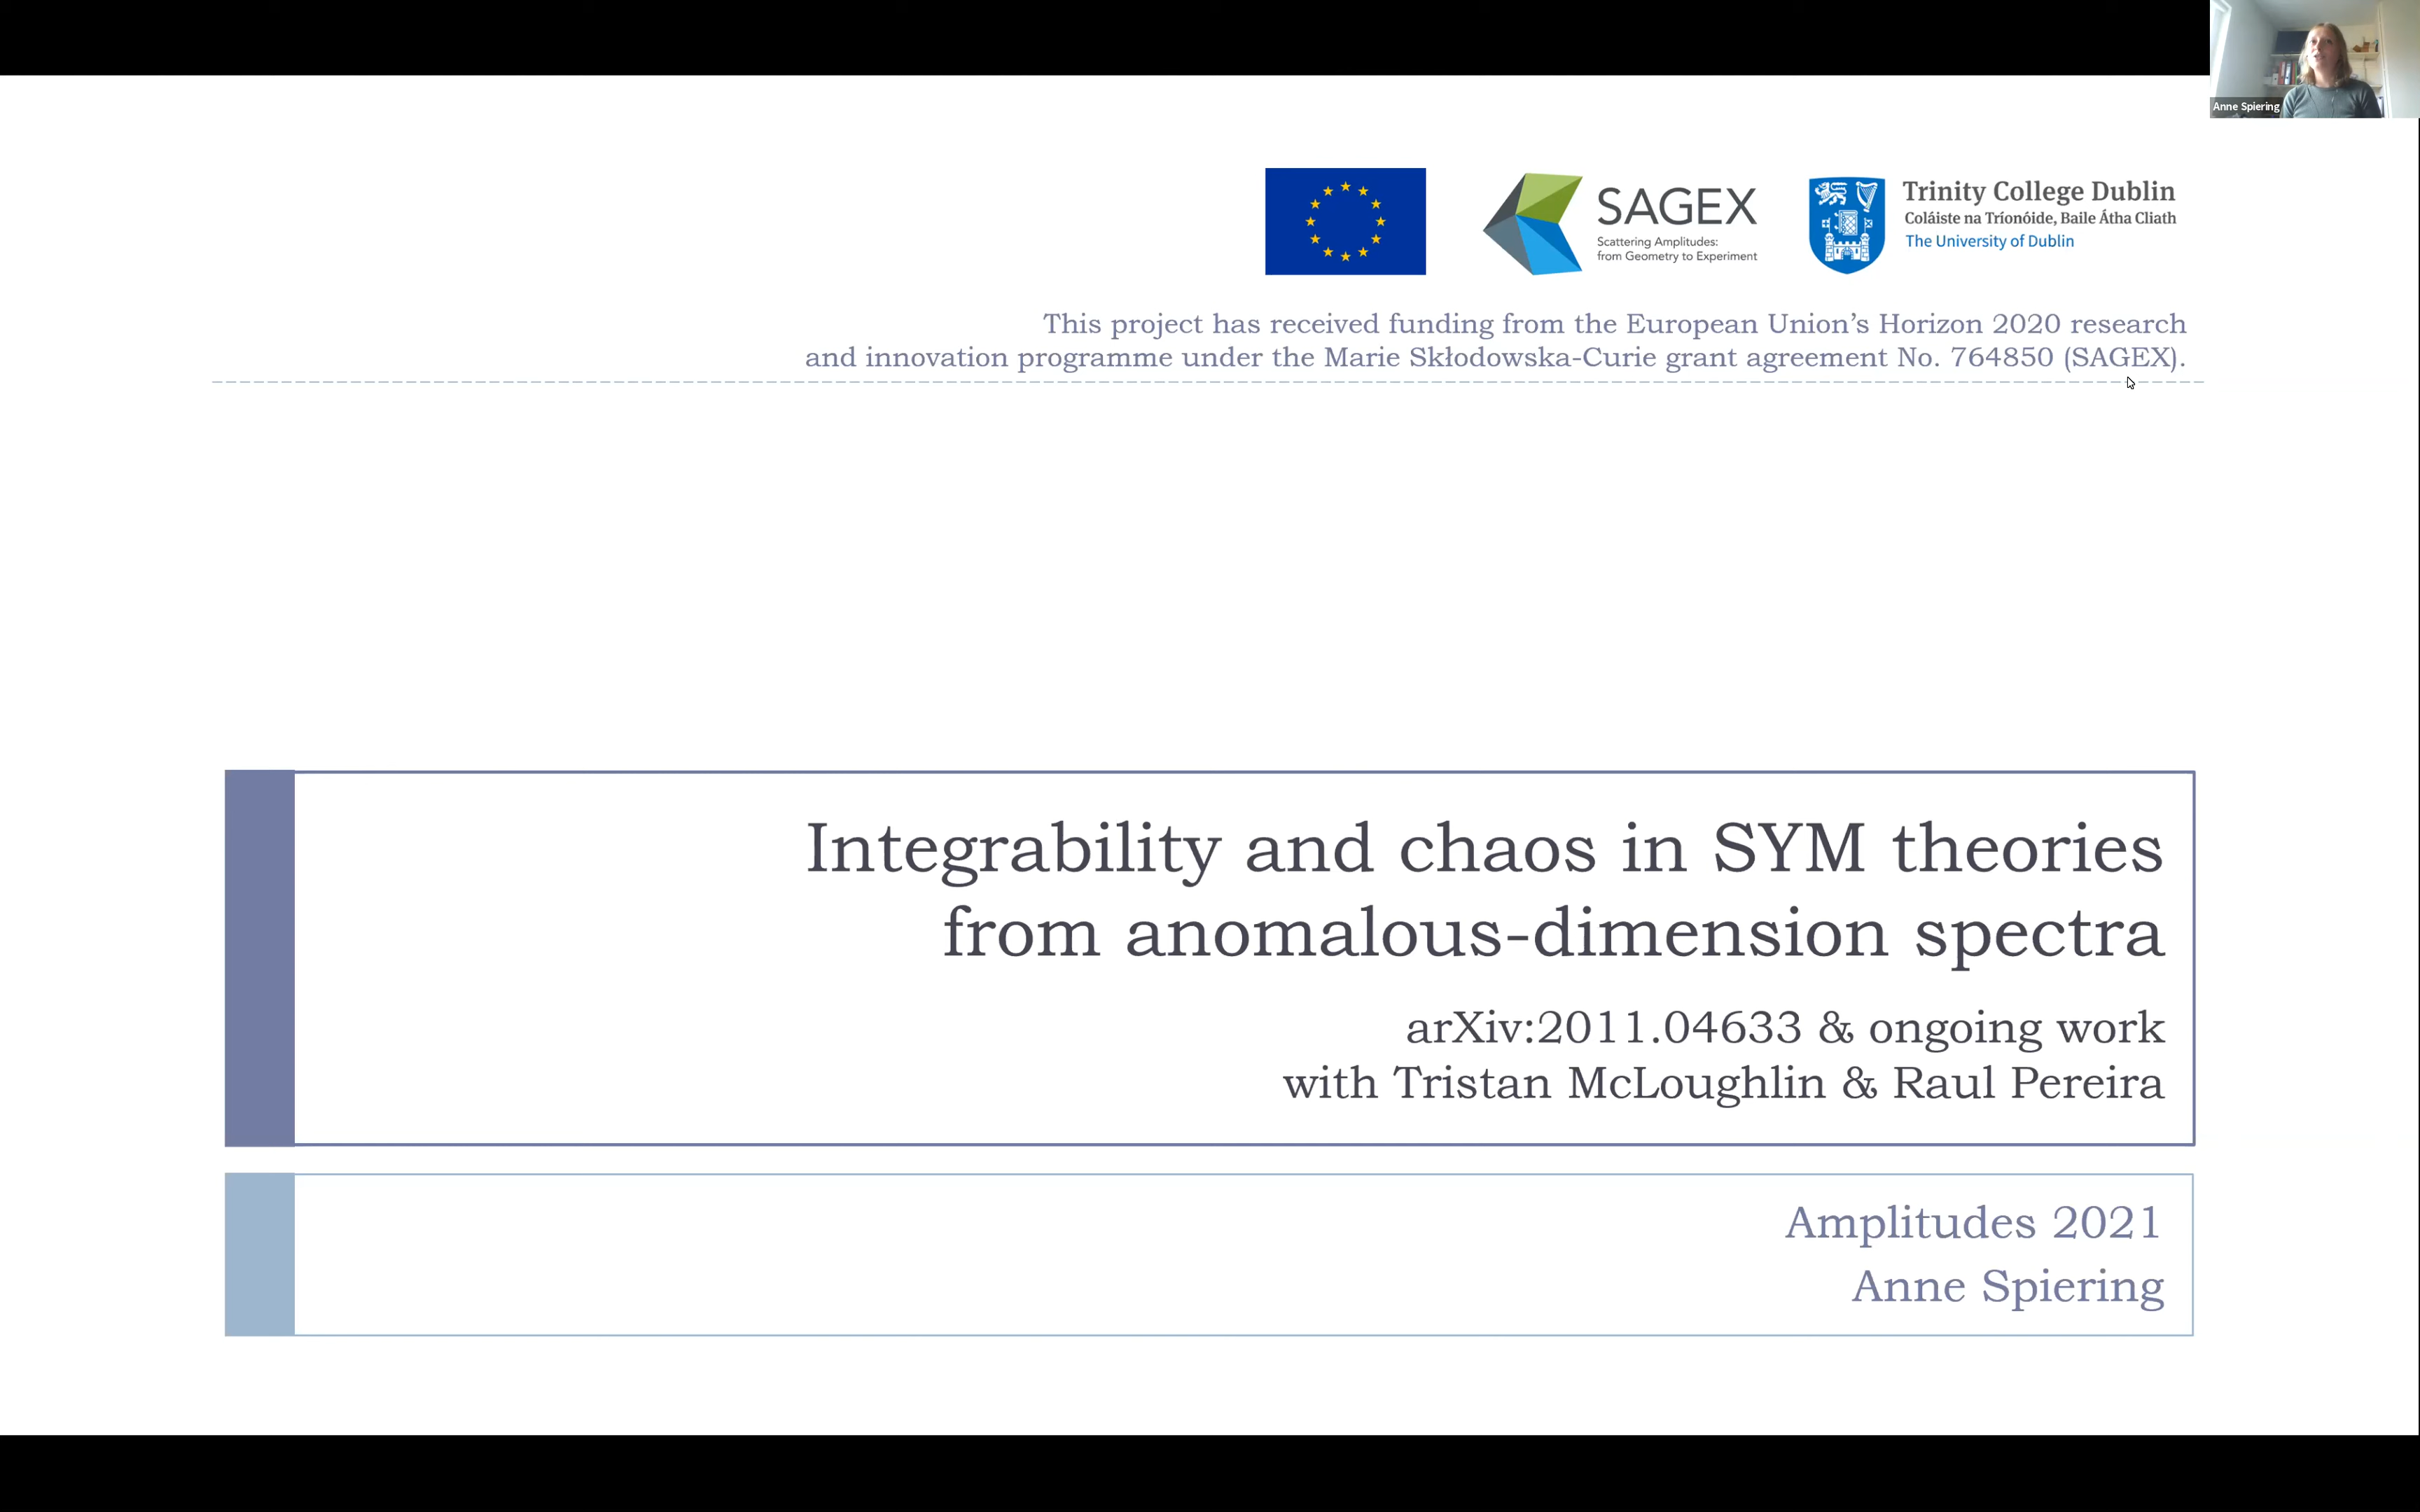 Anne Spiering
SAGEX
Scattering Amplitudes:
from Geometry to Experiment
Trinity College Dublin
Coláiste na Tríonóide, Baile Átha Cliath
The University of Dublin
This project has received funding from the European Union’s Horizon 2020 research
and innovation programme under the Marie Skłodowska-Curie grant agreement No. 764850 (SAGEX).
Integrability and chaos in SYM theories
from anomalous-dimension spectra
arXiv:2011.04633 & ongoing work
with Tristan McLoughlin & Raul Pereira
Amplitudes 2021
Anne Spiering